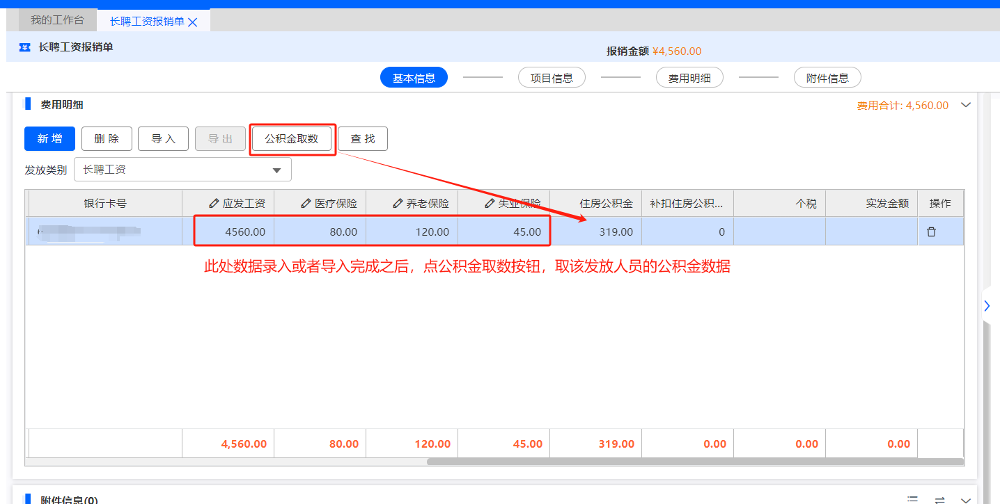 我的工作台 长聘工资报销单
长聘工资报销单 报销金额 ¥4,560.00
基本信息 项目信息 费用明细 附件信息
费用明细 费用合计: 4,560.00
新 增 删 除 导 入 导 出 公积金取数 查 找
发放类别 长聘工资
银行卡号 应发工资 医疗保险 养老保险 失业保险 住房公积金 补扣住房公积... 个税 实发金额 操作
4560.00 80.00 120.00 45.00 319.00 0
此处数据录入或者导入完成之后，点公积金取数按钮，取该发放人员的公积金数据
4,560.00 80.00 120.00 45.00 319.00 0.00 0.00 0.00
附件信息(0)